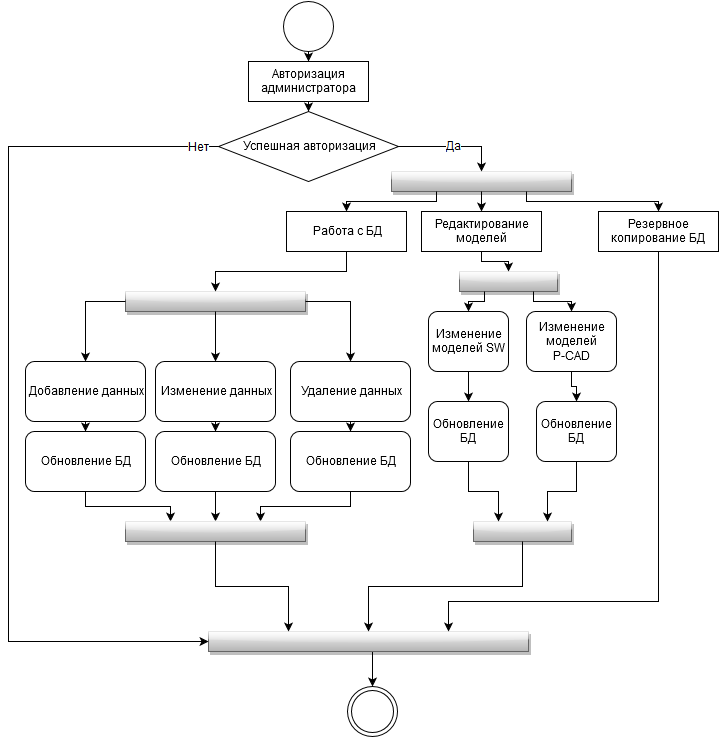 Авторизация
администратора
Успешная авторизация
Нет
Да
Работа с БД
Редактирование
моделей
Резервное
копирование БД
Добавление данных
Изменение данных
Удаление данных
Изменение
моделей SW
Изменение
моделей
P-CAD
Обновление БД
Обновление БД
Обновление БД
Обновление
БД
Обновление
БД